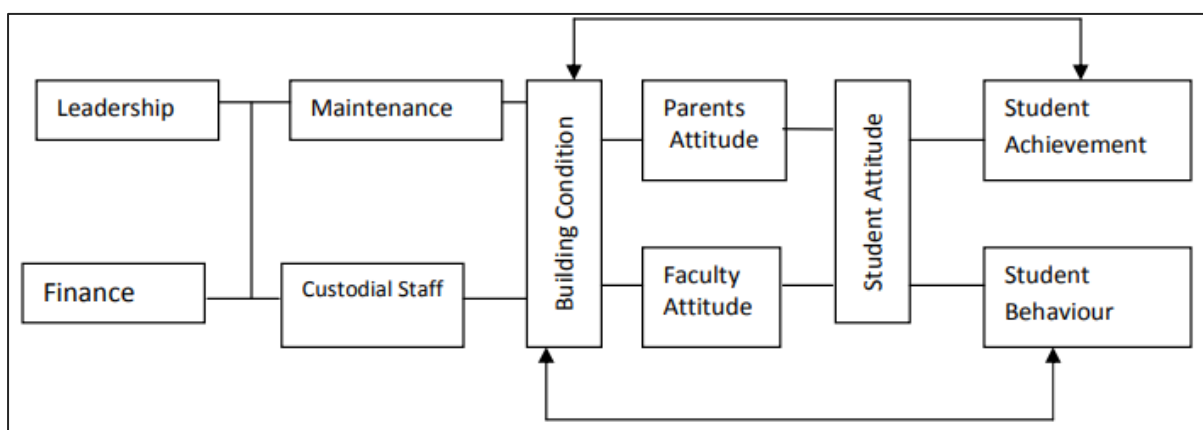 Leadership
Maintenance
Building Condition
Parents
Attitude
Student Attitude
Student
Achievement
Finance
Custodial Staff
Faculty
Attitude
Student
Behaviour